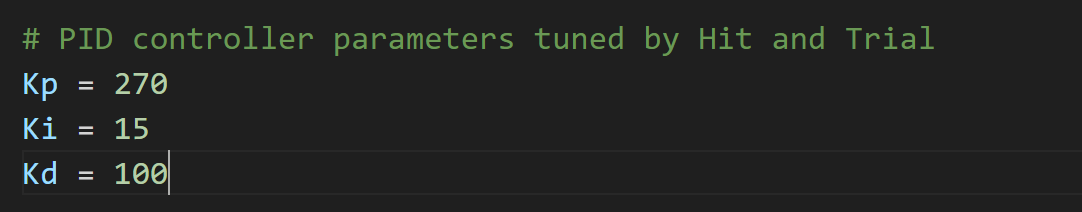 # PID controller parameters tuned by Hit and Trial
Kp = 270
Ki = 15
Kd = 100